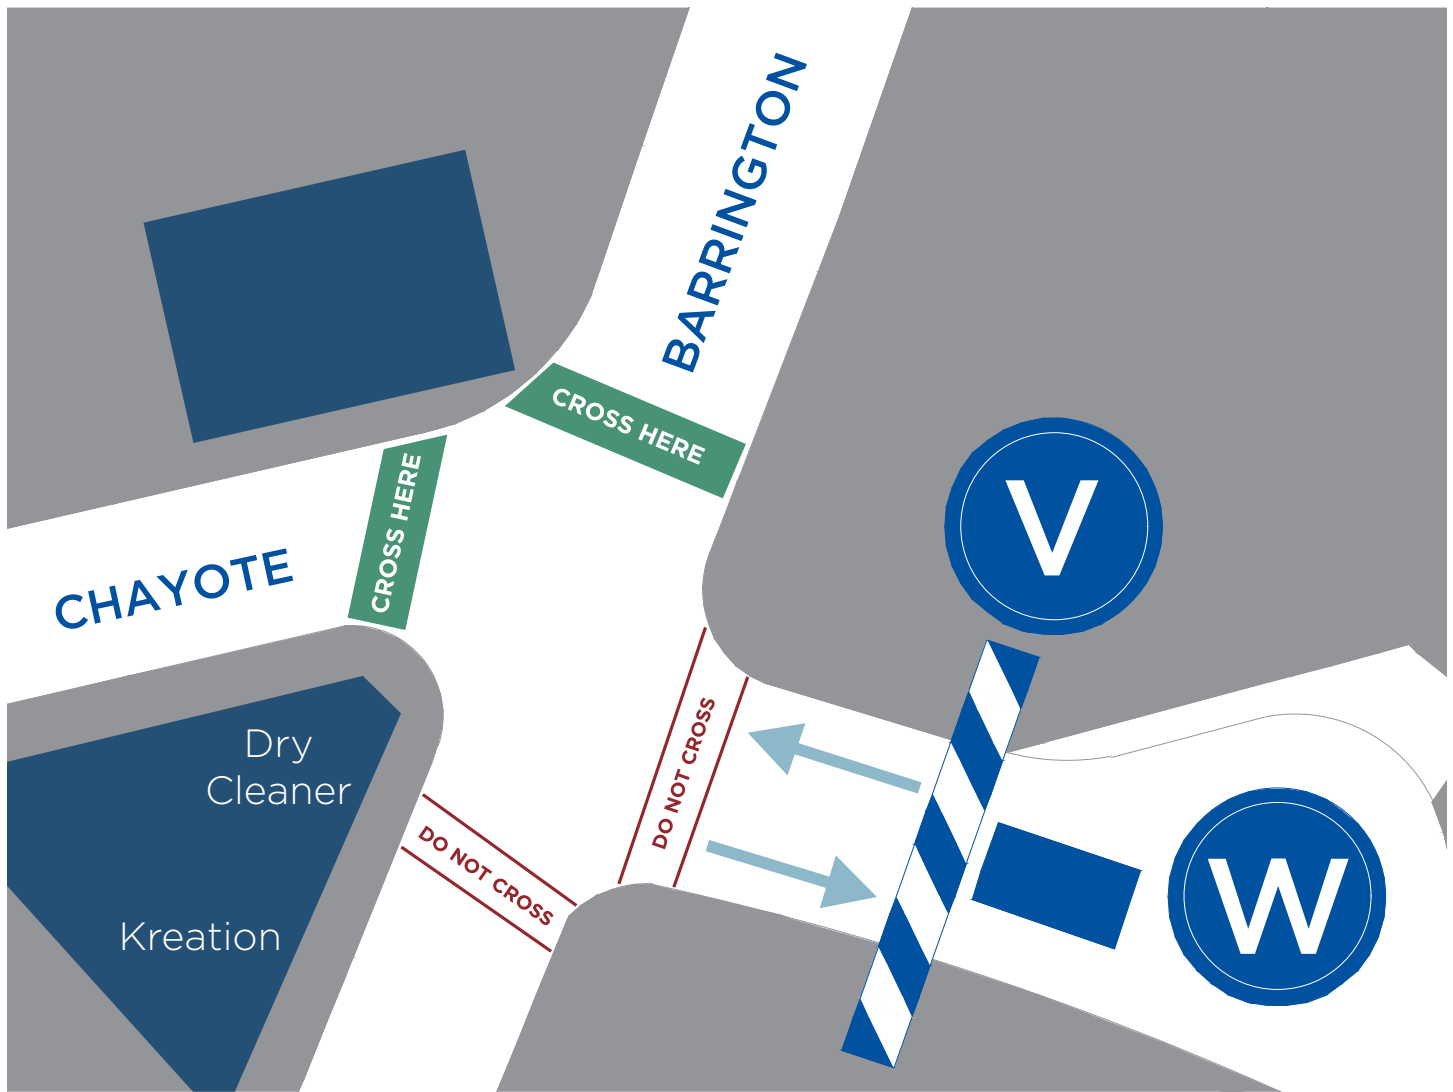 BARRINGTON
CROSS HERE
CROSS HERE
CHAYOTE
V
DO NOT CROSS
Dry
Cleaner
DO NOT CROSS
W
Kreation